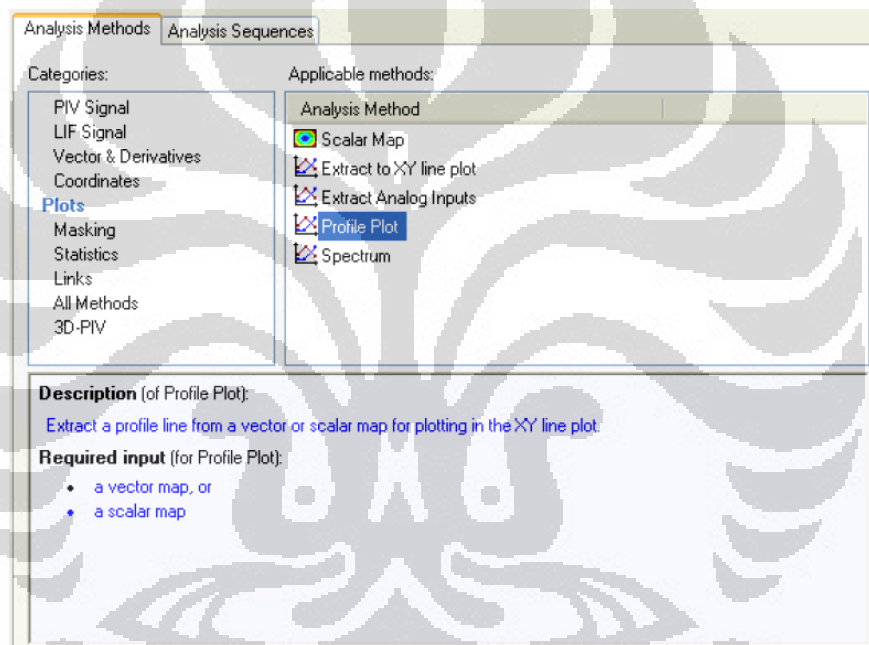 Analysis Methods Analysis Sequences
Categories: Applicable methods:
PIV Signal
LIF Signal
Vector & Derivatives
Coordinates
Plots
Masking
Statistics
Links
All Methods
3D-PIV
Analysis Method
Scalar Map
Extract to XY line plot
Extract Analog Inputs
Profile Plot
Spectrum
Description (of Profile Plot):
Extract a profile line from a vector or scalar map for plotting in the XY line plot.
Required input (for Profile Plot):
• a vector map, or
• a scalar map